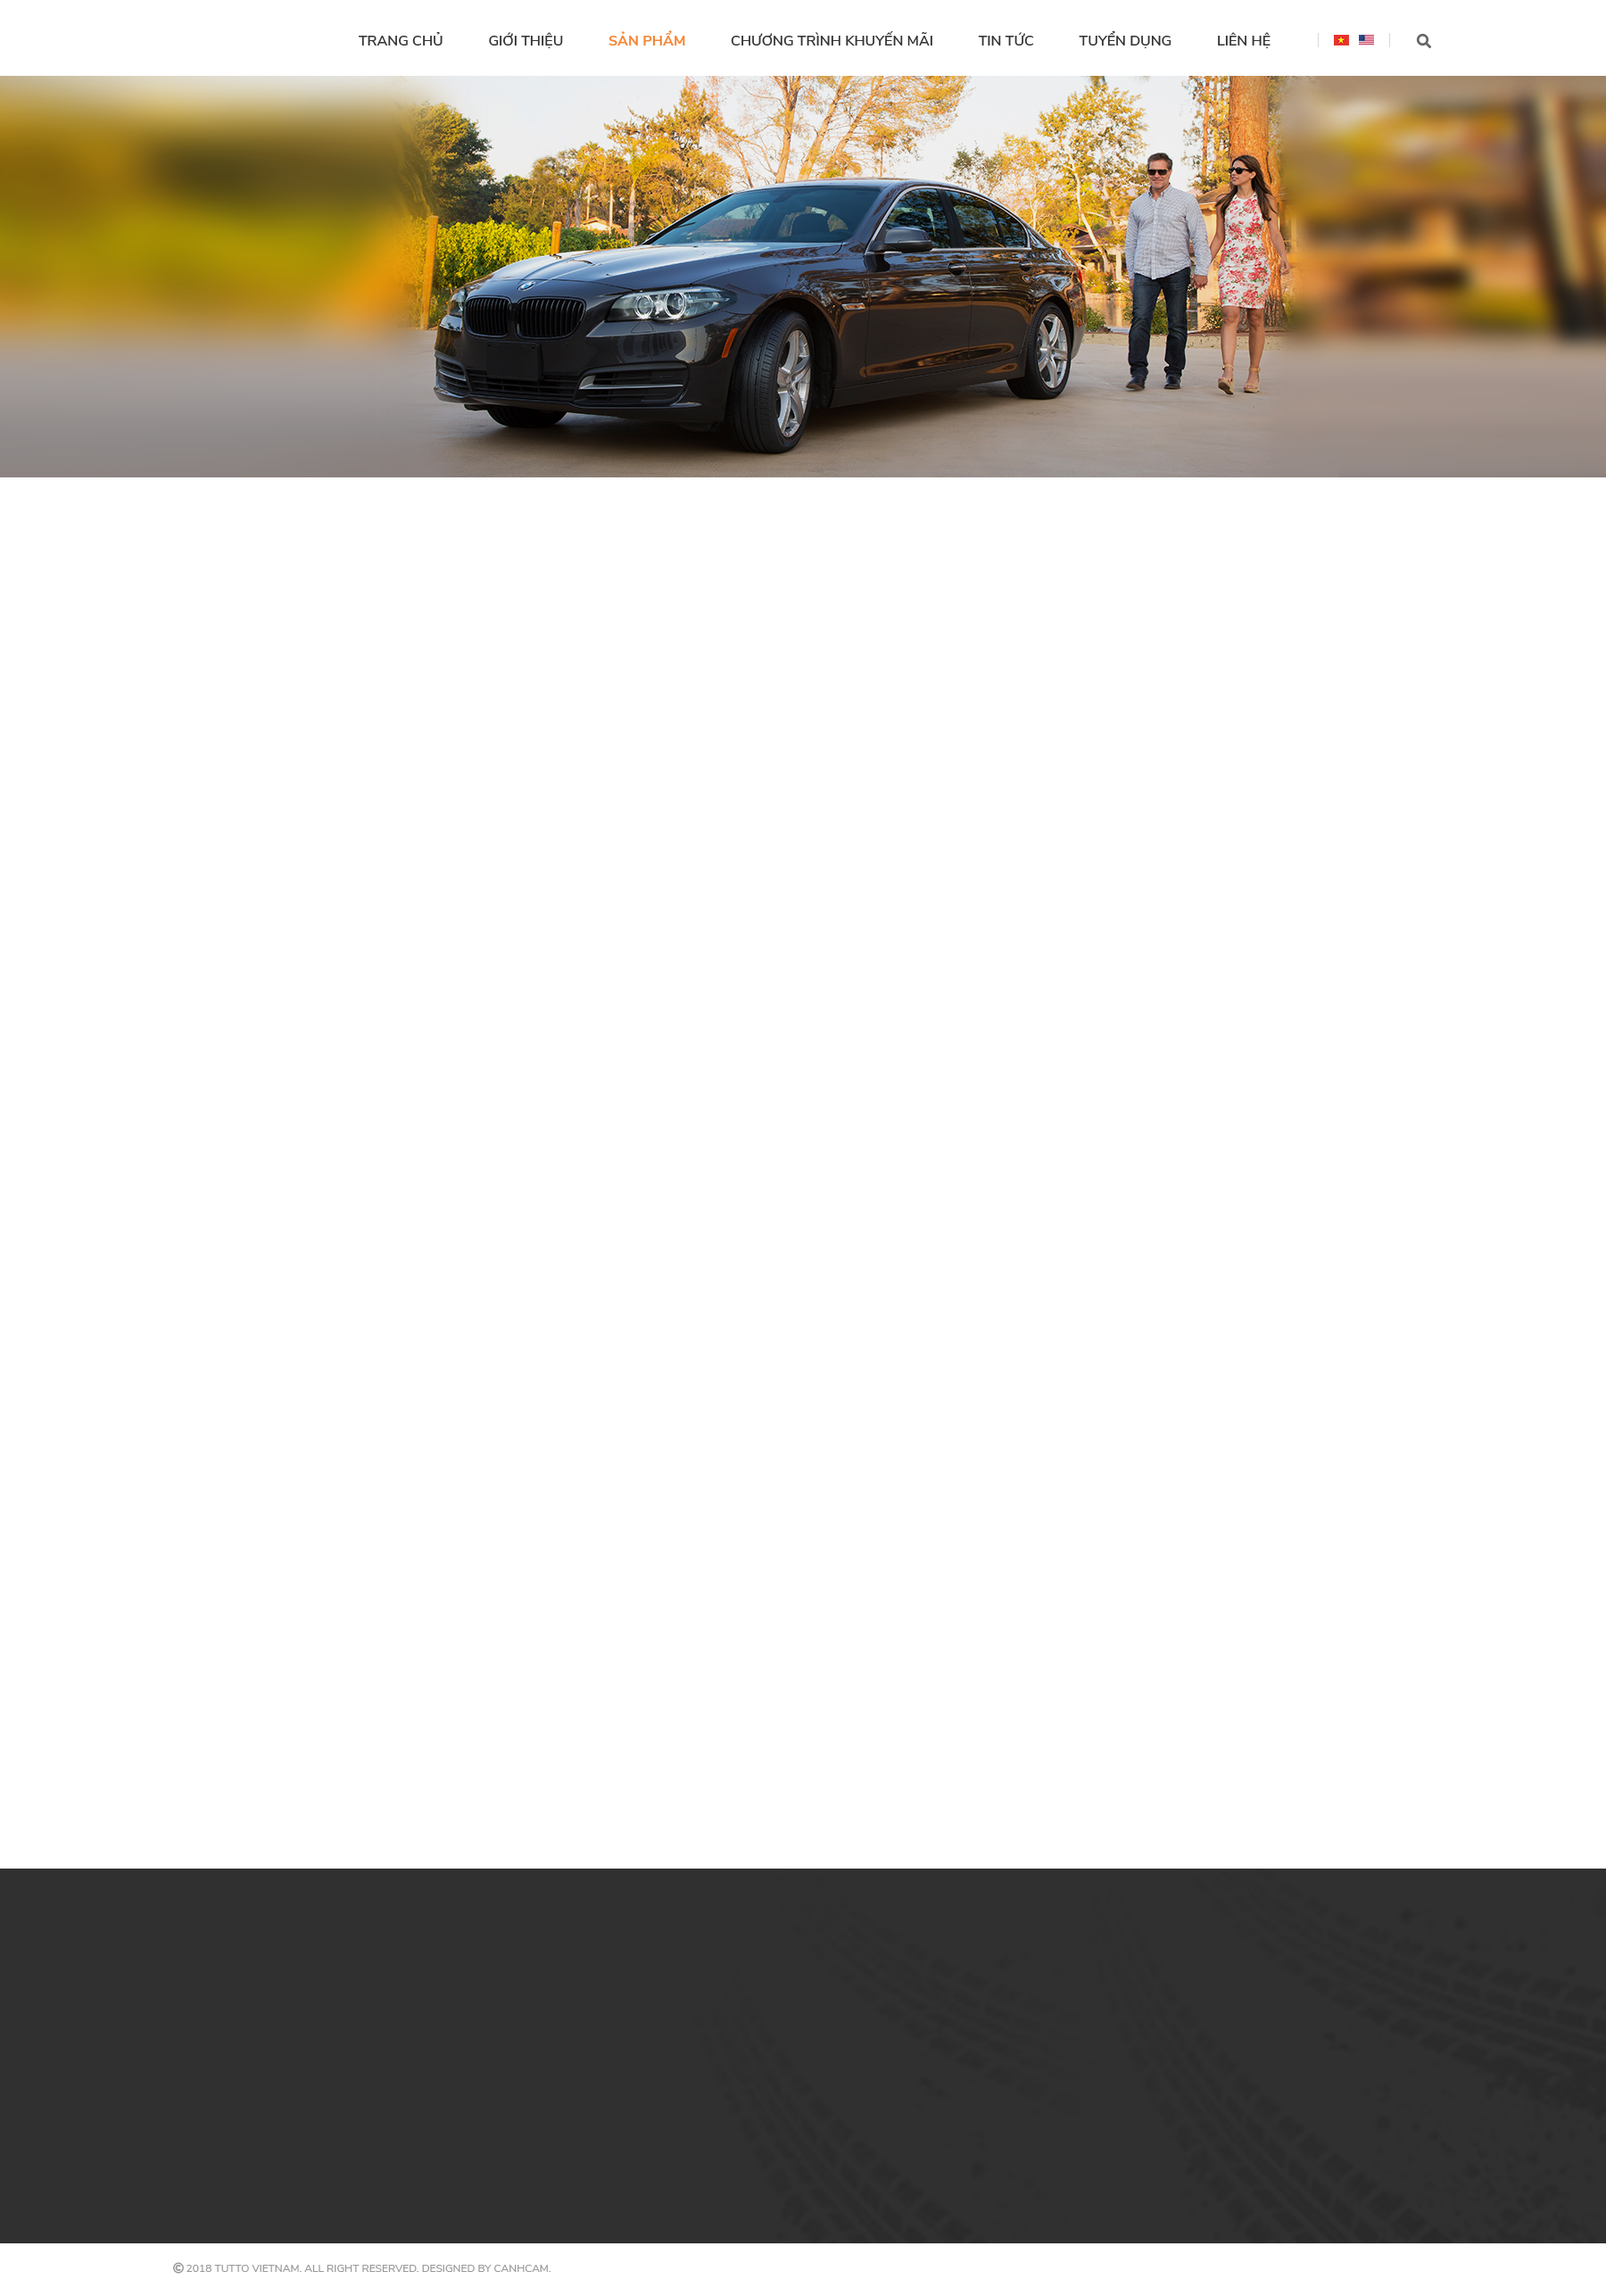 TRANG CHỦ GIỚI THIỆU SẢN PHẨM CHƯƠNG TRÌNH KHUYẾN MÃI TIN TỨC TUYỂN DỤNG LIÊN HỆ
© 2018 TUTTO VIETNAM. ALL RIGHT RESERVED. DESIGNED BY CANHCAM.